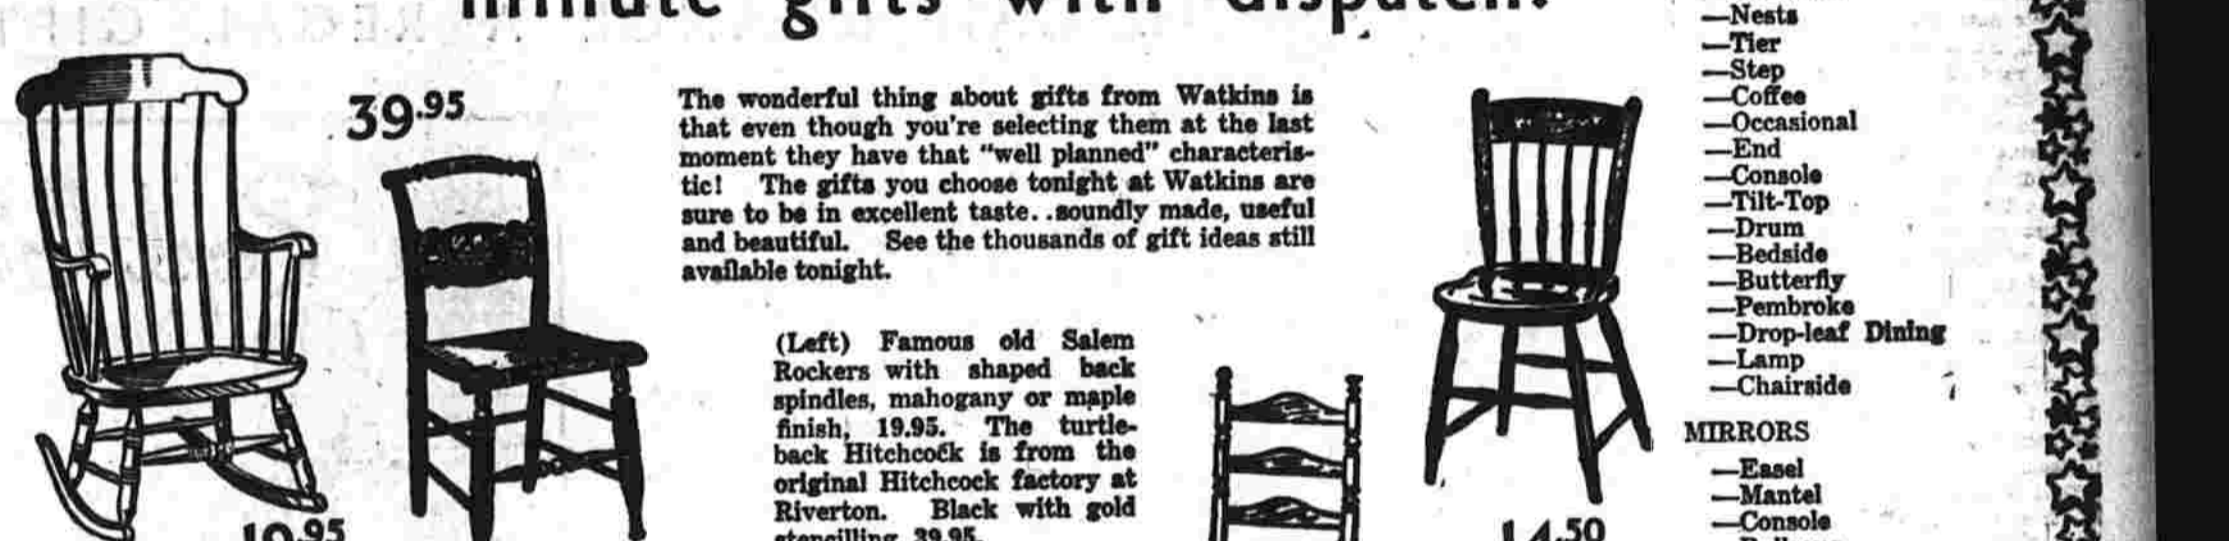 minute gifts with dispatch.
39.95
The wonderful thing about gifts from Watkins is
that even though you're selecting them at the last
moment they have that "well planned" characteris-
tic! The gifts you choose tonight at Watkins are
sure to be in excellent taste. .soundly made, useful
and beautiful. See the thousands of gift ideas still
available tonight.
(Left) Famous old Salem
Rockers with shaped back
spindles, mahogany or maple
finish, 19.95. The turtle-
back Hitchcock is from the
original Hitchcock factory at
Riverton. Black with gold
stencilling, 39.95.
19.95
14.50
—Nests
—Tier
—Step
—Coffee
—Occasional
—End
—Console
—Tilt-Top
—Drum
—Bedside
—Butterfly
—Pembroke
—Drop-leaf Dining
—Lamp
—Chairside
MIRRORS
—Easel
—Mantel
—Console